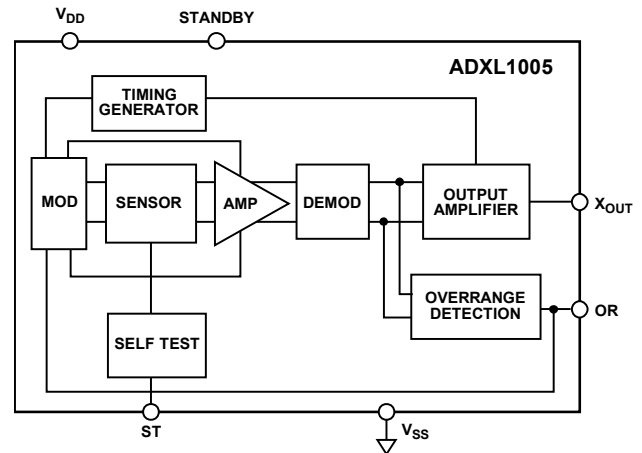 VDD
STANDBY
ADXL1005
TIMING
GENERATOR
MOD
SENSOR
AMP
DEMOD
OUTPUT
AMPLIFIER
XOUT
OVERRANGE
DETECTION
OR
SELF TEST
ST
VSS